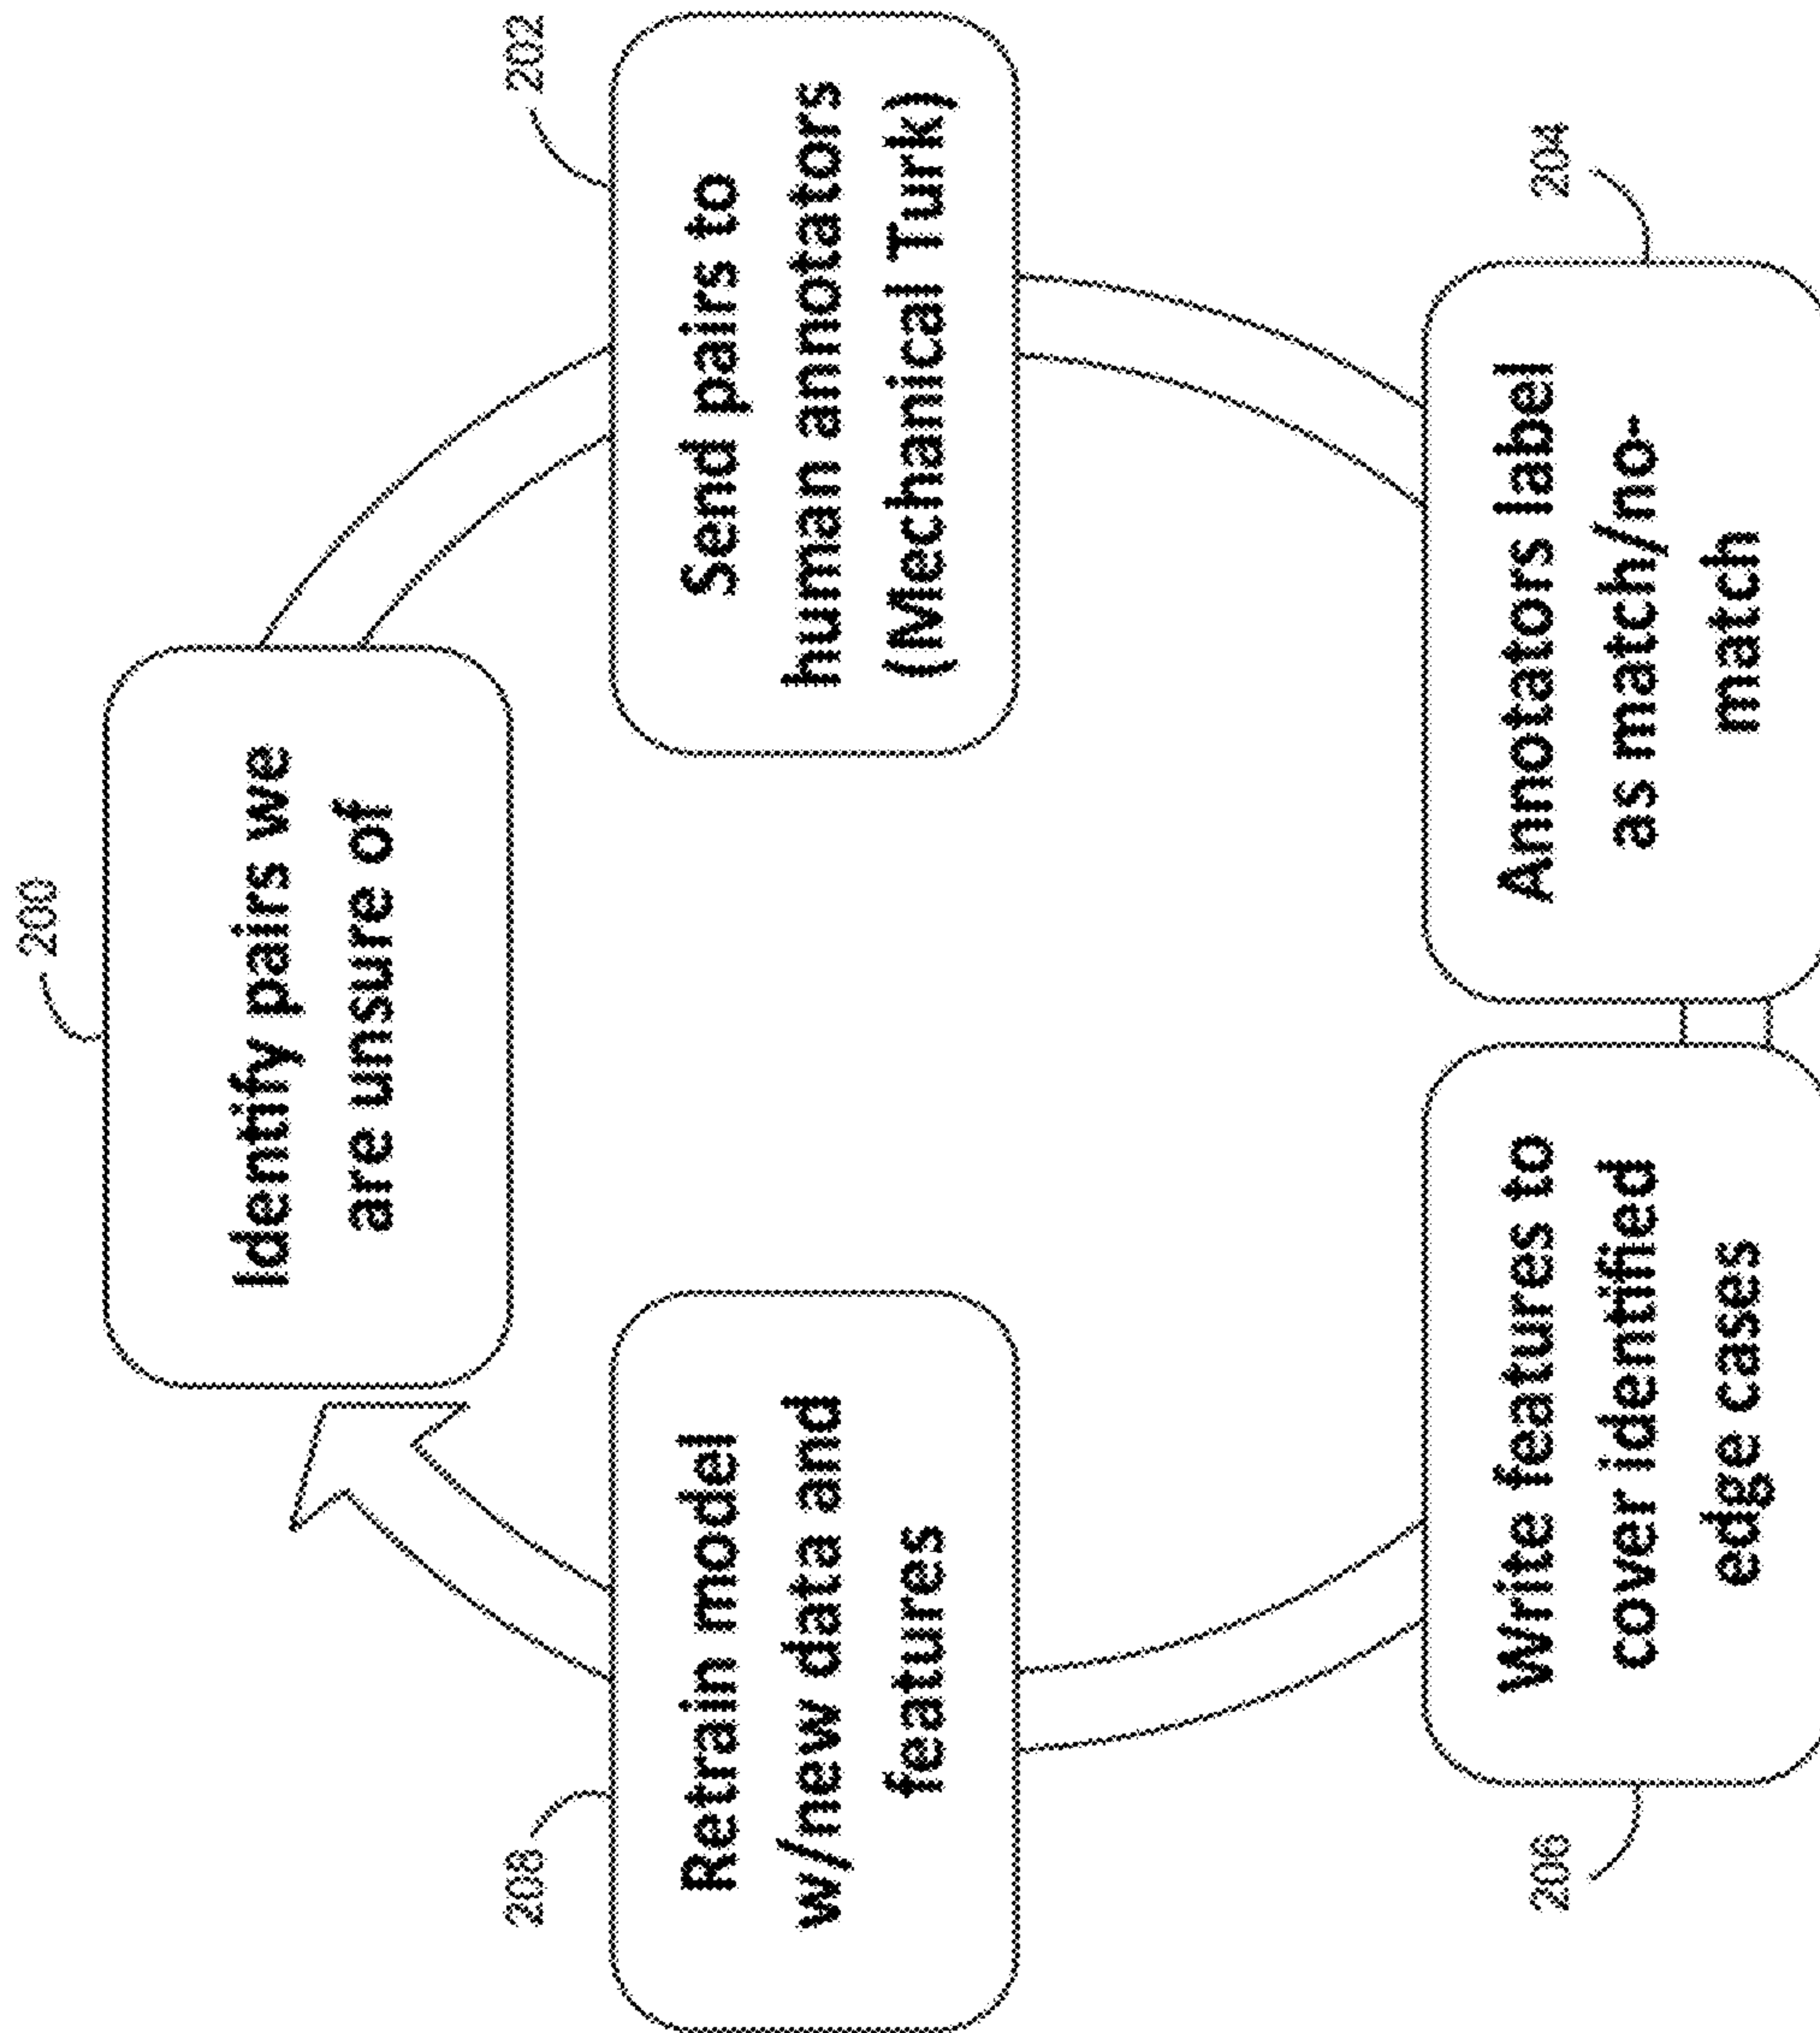 200
Identify pairs we
are unsure of
202
Send pairs to
human annotators
(Mechanical Turk)
204
Annotators label
as match/no-
match
206
Write features to
cover identified
edge cases
208
Retrain model
w/new data and
features